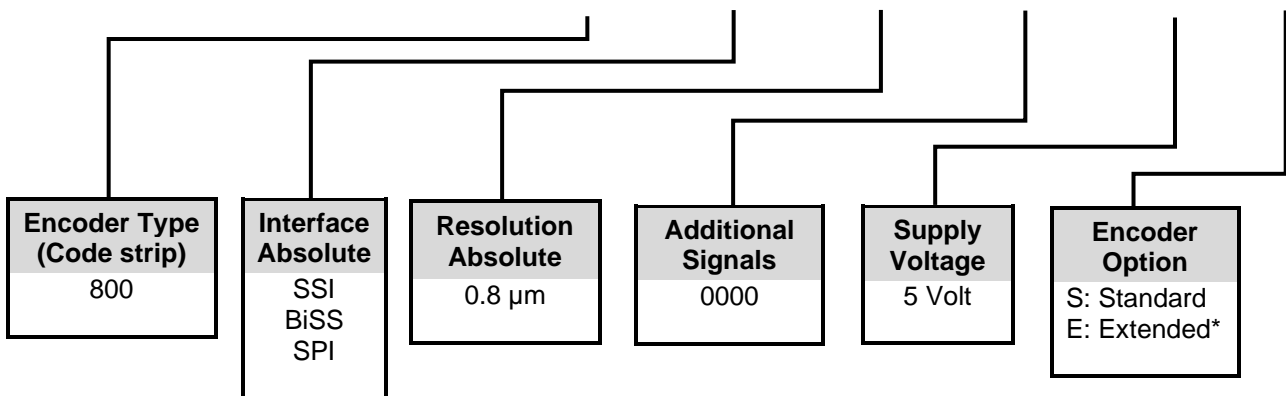 Encoder Type
(Code strip)
800
Interface
Absolute
SSI
BiSS
SPI
Resolution
Absolute
0.8 µm
Additional
Signals
0000
Supply
Voltage
5 Volt
Encoder
Option
S: Standard
E: Extended*